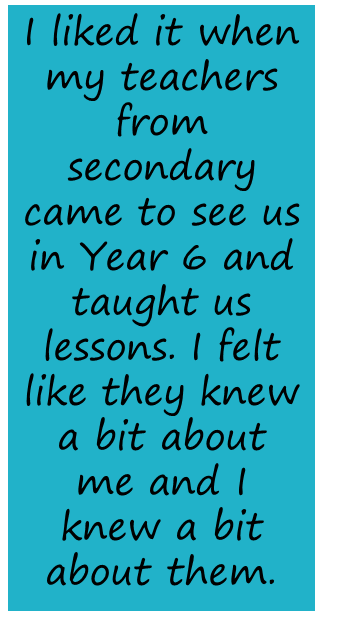 I liked it when
my teachers
from
secondary
came to see us
in Year 6 and
taught us
lessons. I felt
like they knew
a bit about
me and I
knew a bit
about them.